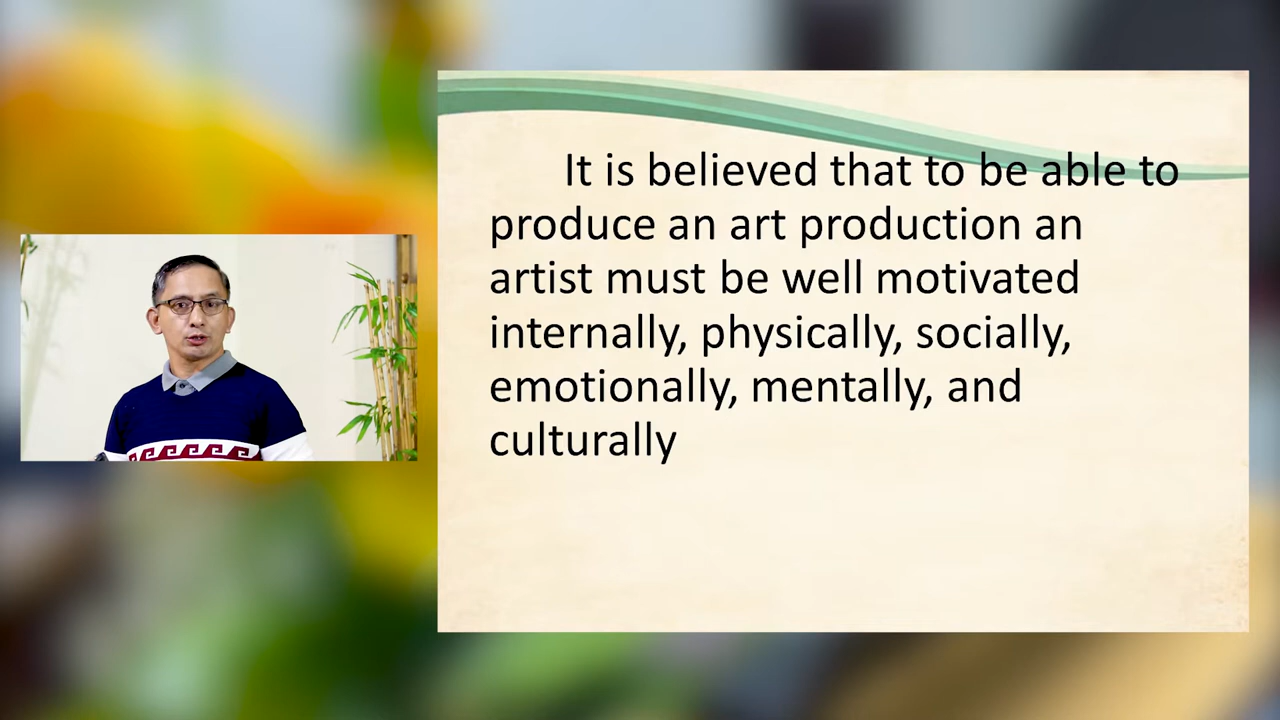 It is believed that to be able to
produce an art production an
artist must be well motivated
internally, physically, socially,
emotionally, mentally, and
culturally